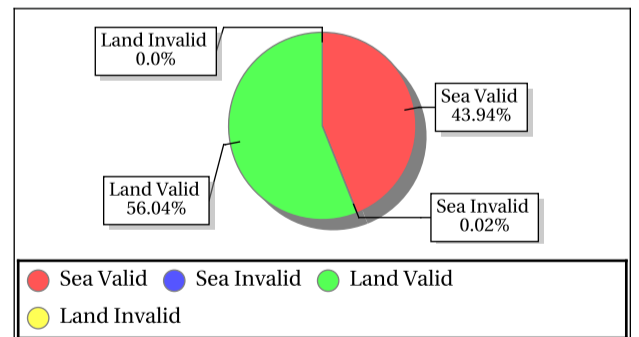 Land Invalid
0.0%
Sea Valid
43.94%
Land Valid
56.04%
Sea Invalid
0.02%
Sea Valid Sea Invalid Land Valid
Land Invalid